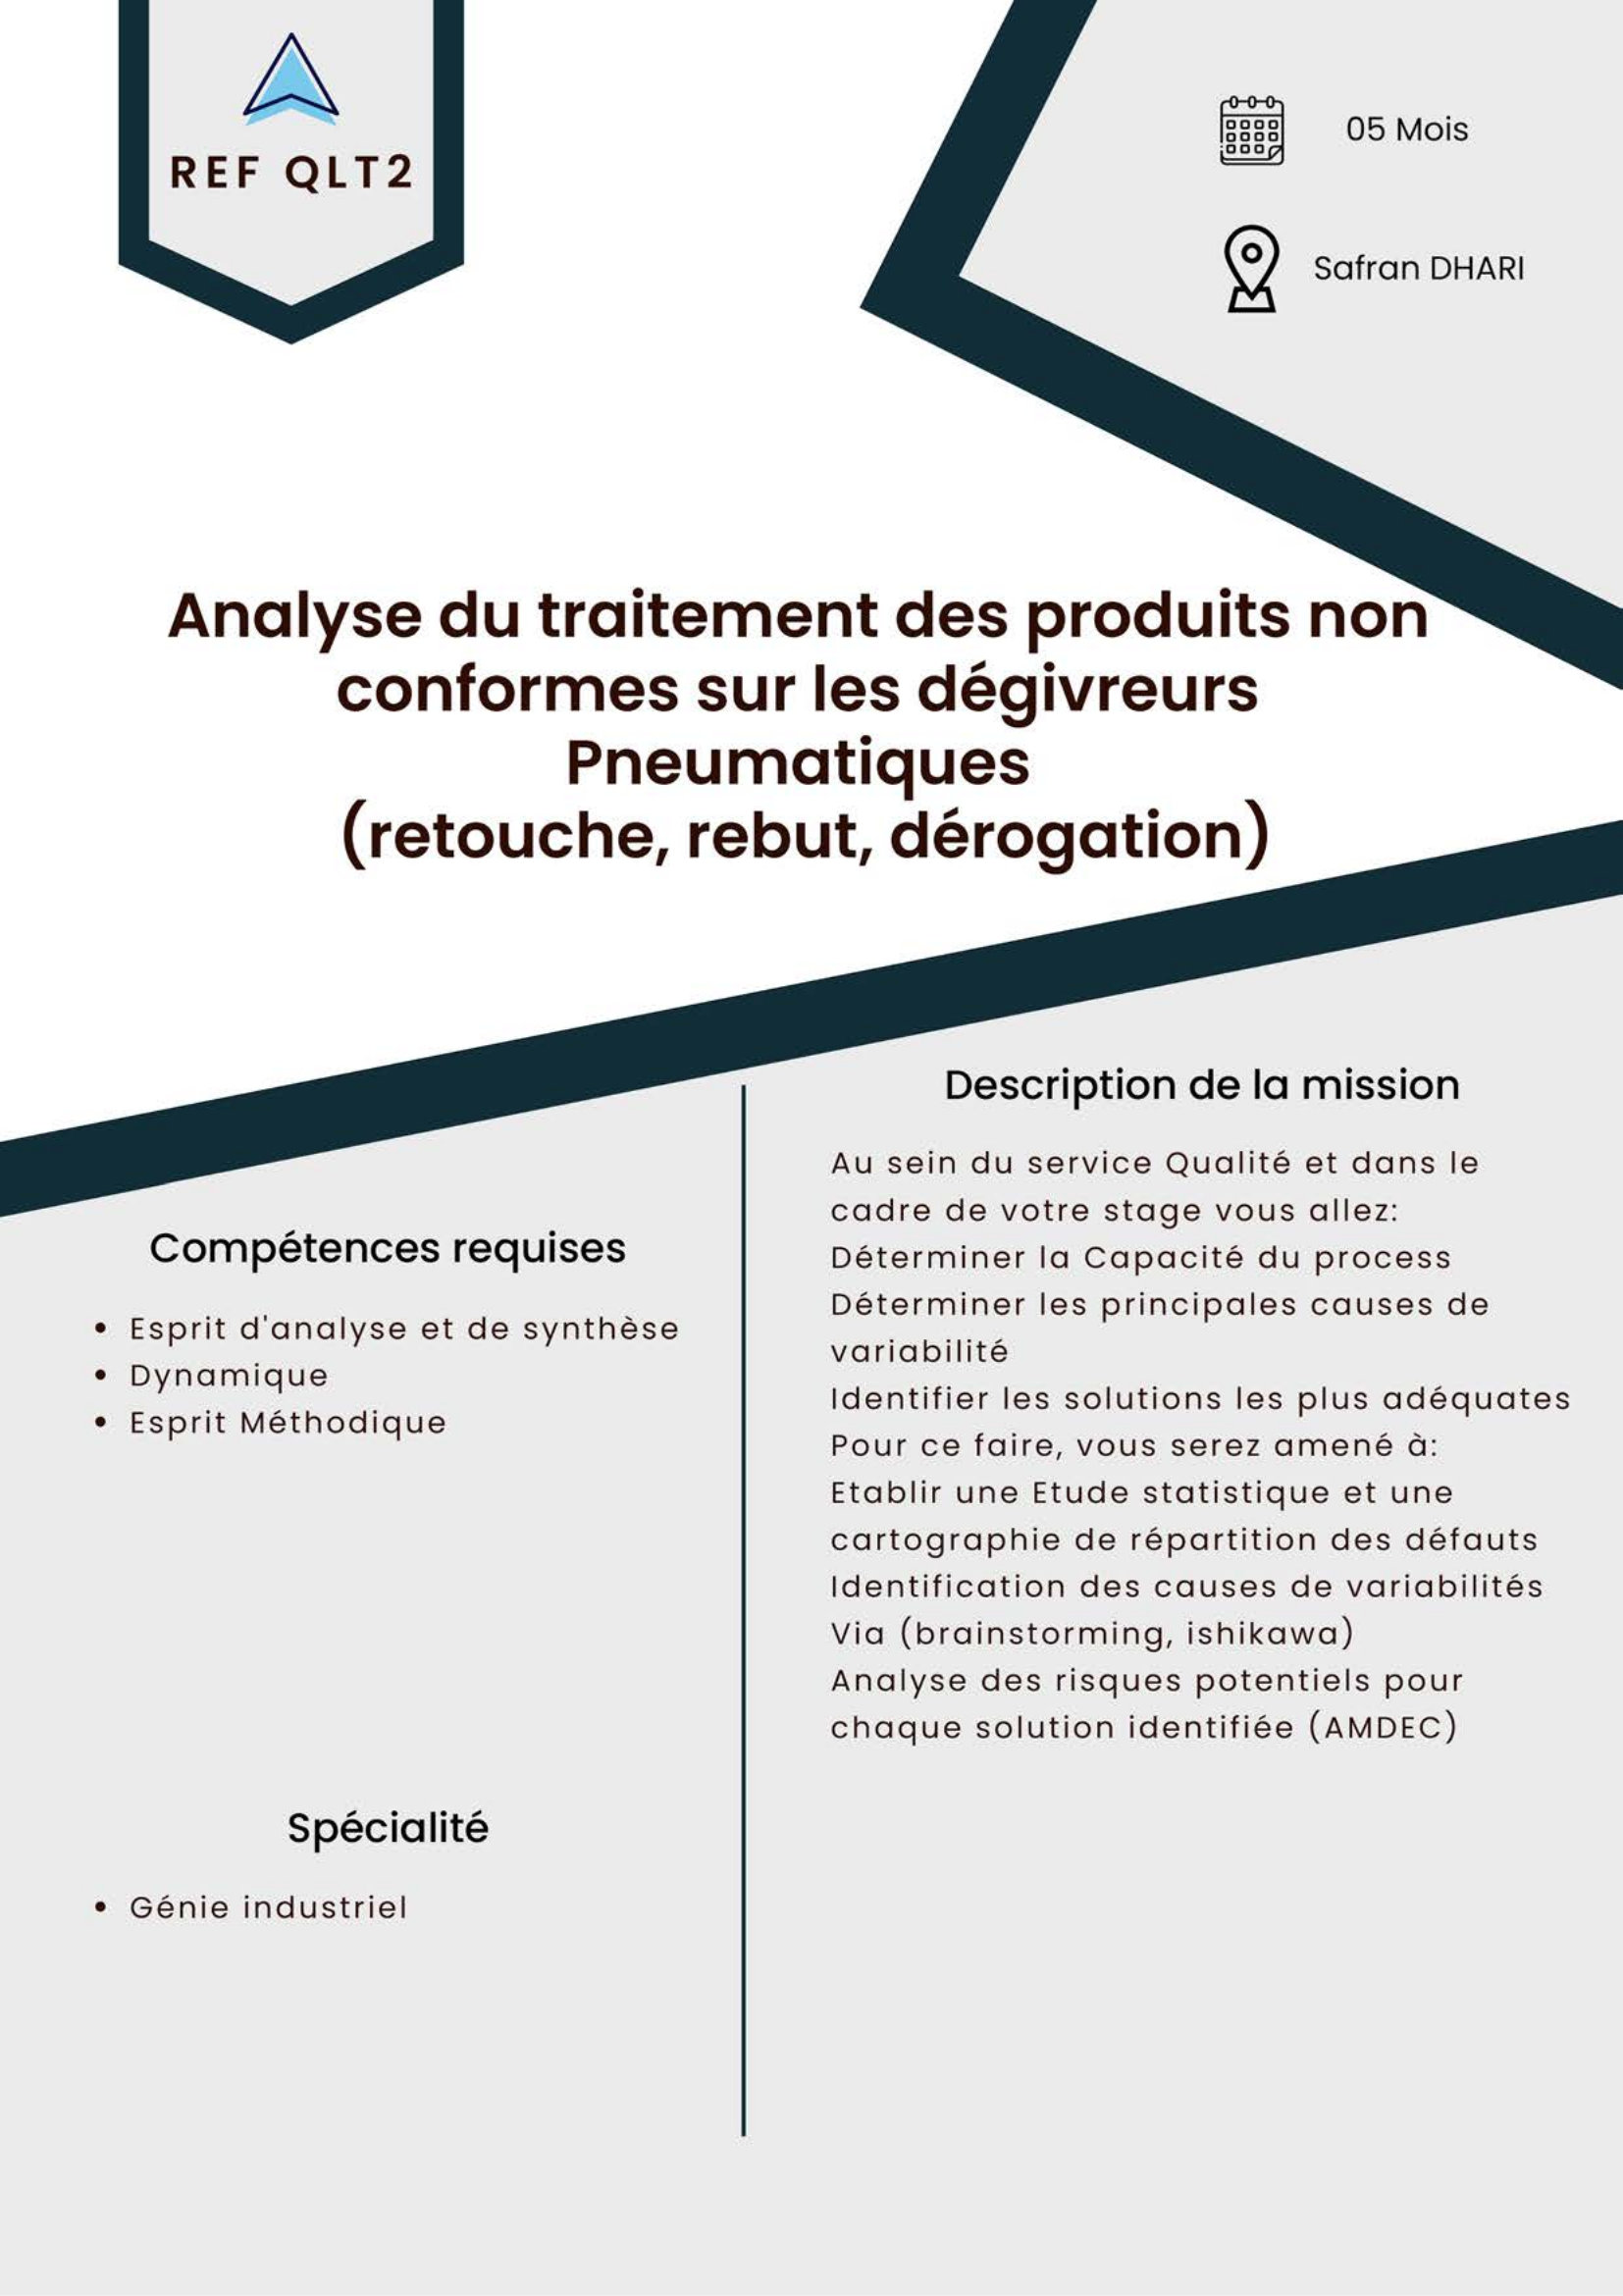 REF QLT2
05 Mois
Safran DHARI
Analyse du traitement des produits non
conformes sur les dégivreurs
Pneumatiques
(retouche, rebut, dérogation)
Compétences requises
• Esprit d'analyse et de synthèse
• Dynamique
• Esprit Méthodique
Spécialité
• Génie industriel
Description de la mission
Au sein du service Qualité et dans le
cadre de votre stage vous allez:
Déterminer la Capacité du process
Déterminer les principales causes de
variabilité
Identifier les solutions les plus adéquates
Pour ce faire, vous serez amené à:
Etablir une Etude statistique et une
cartographie de répartition des défauts
Identification des causes de variabilités
Via (brainstorming, ishikawa)
Analyse des risques potentiels pour
chaque solution identifiée (AMDEC)